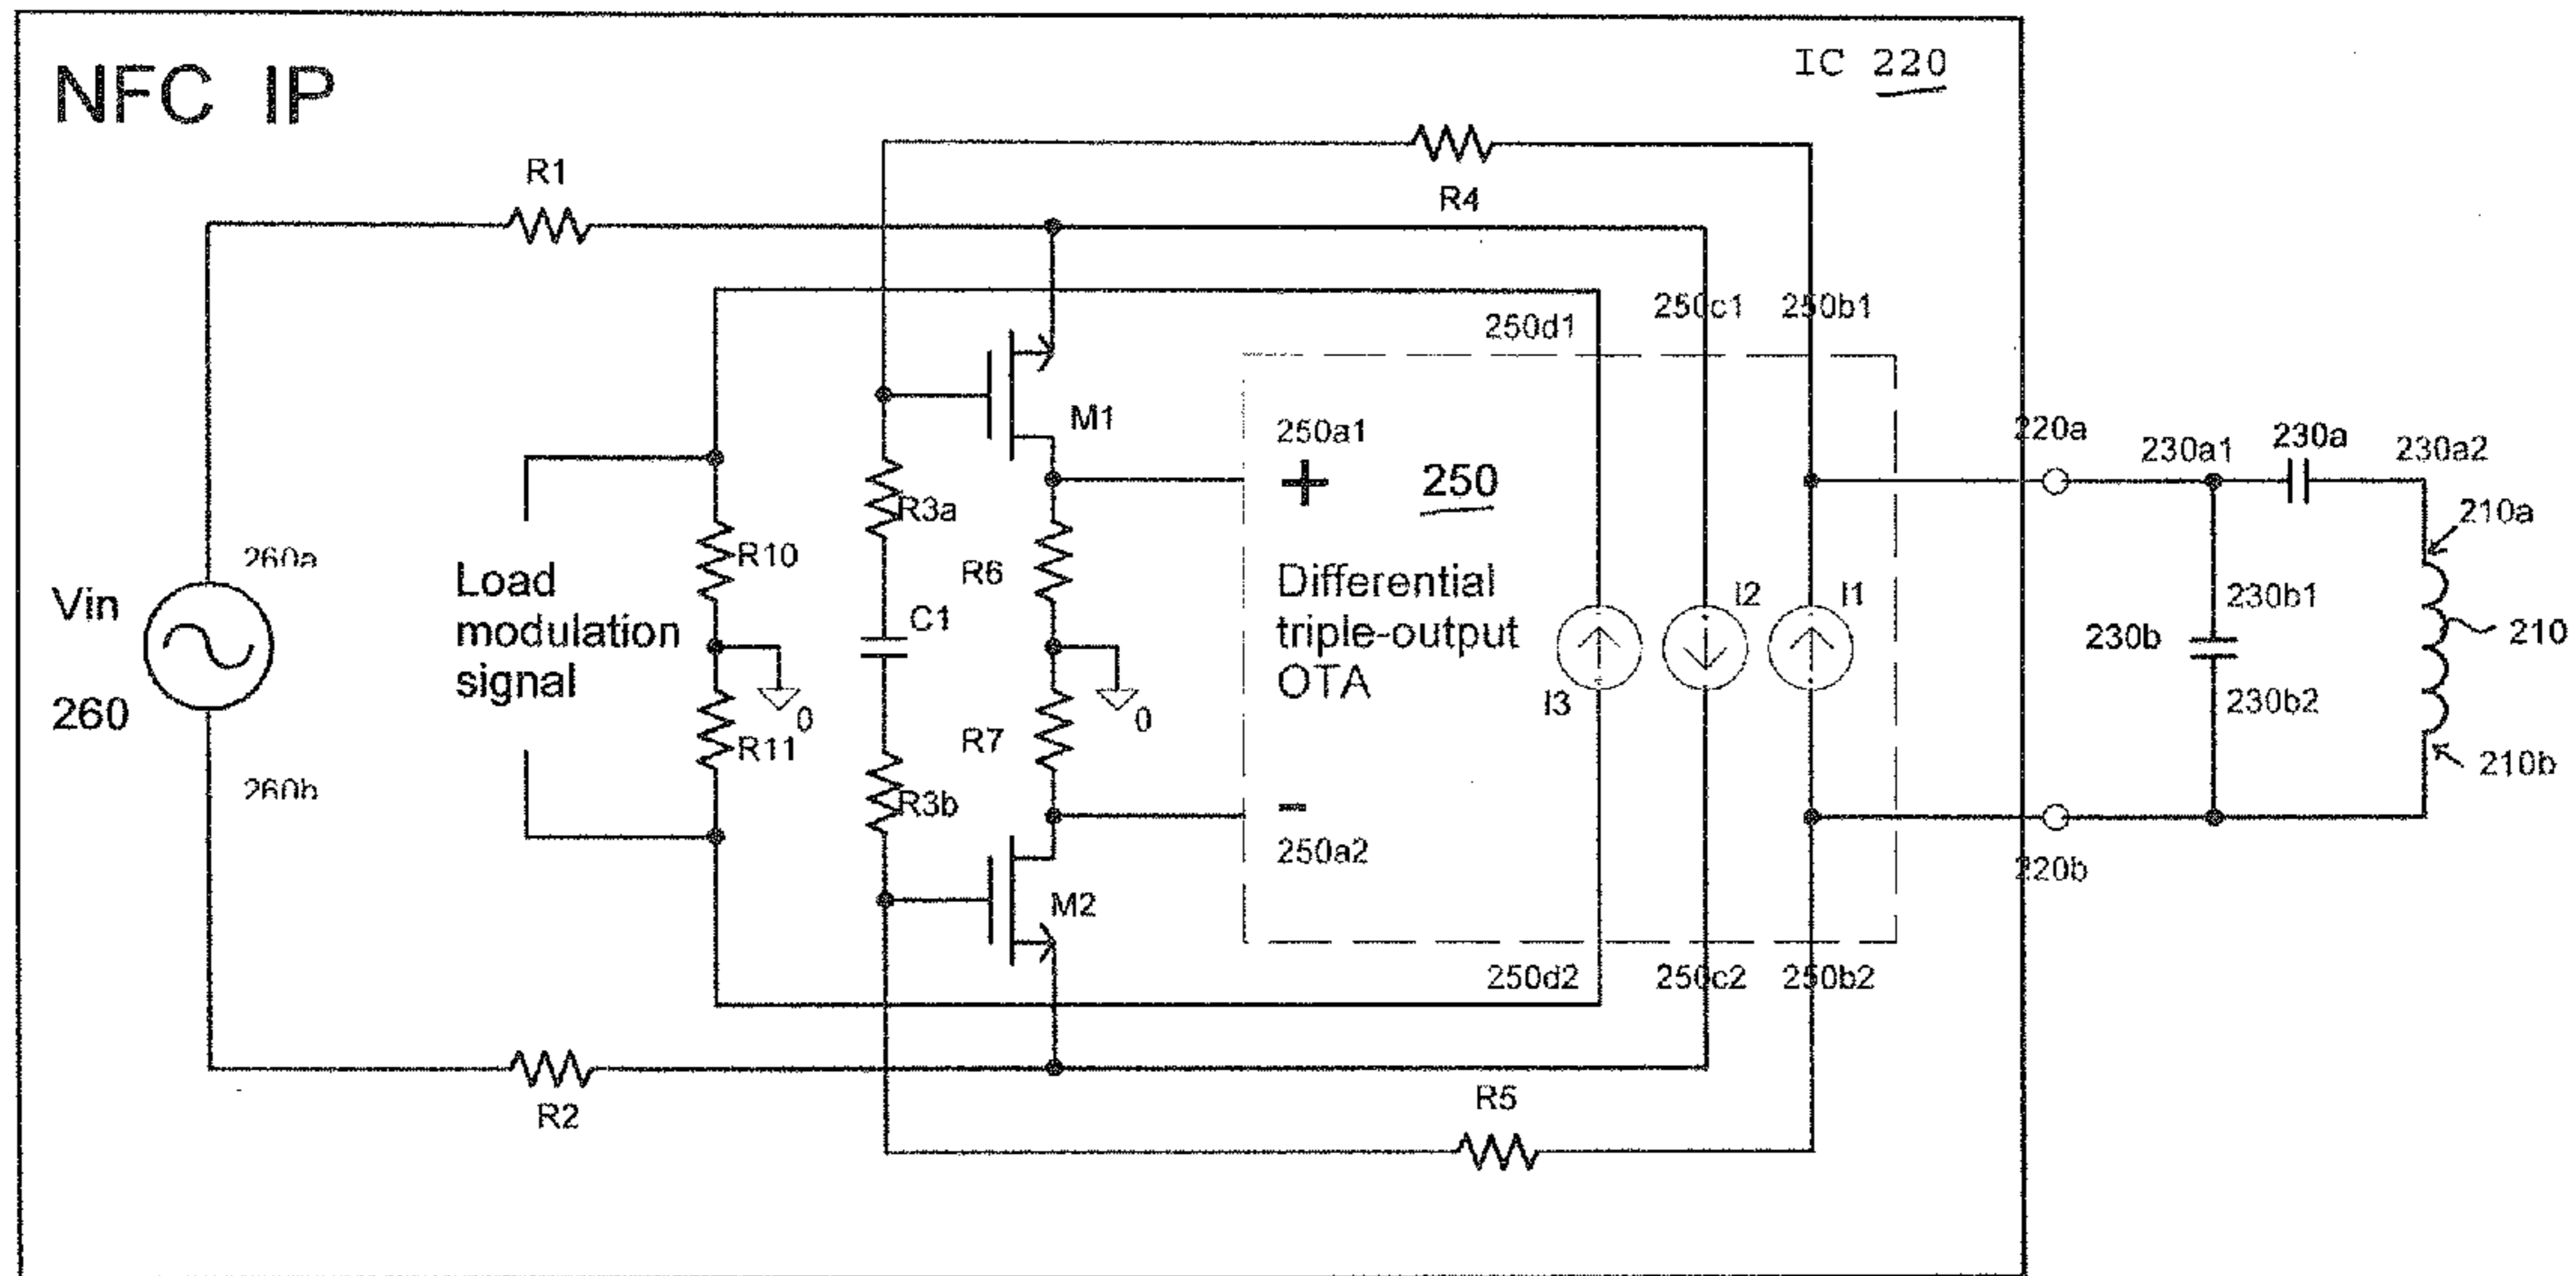 NFC IP
IC 220
R1
R4
250d1
250c1
250b1
M1
250a1
+
250
220a
230a1
230a
230a2
210a
R3a
R10
R6
260a
Vin
260
Load
modulation
signal
C1
Differential
triple-output
OTA
I2
I1
I3
230b1
230b
230b2
210
0
0
R11
R7
R3b
260b
210b
-
250a2
M2
220b
250d2
250c2
250b2
R5
R2